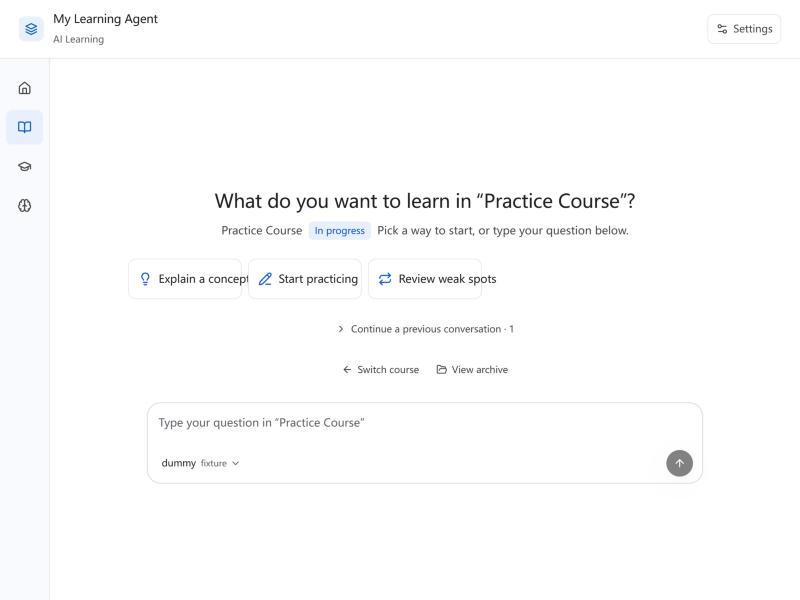 My Learning Agent
AI Learning
Settings
What do you want to learn in “Practice Course”?
Practice Course In progress Pick a way to start, or type your question below.
Explain a concept Start practicing Review weak spots
Continue a previous conversation · 1
Switch course View archive
Type your question in “Practice Course”
dummy fixture